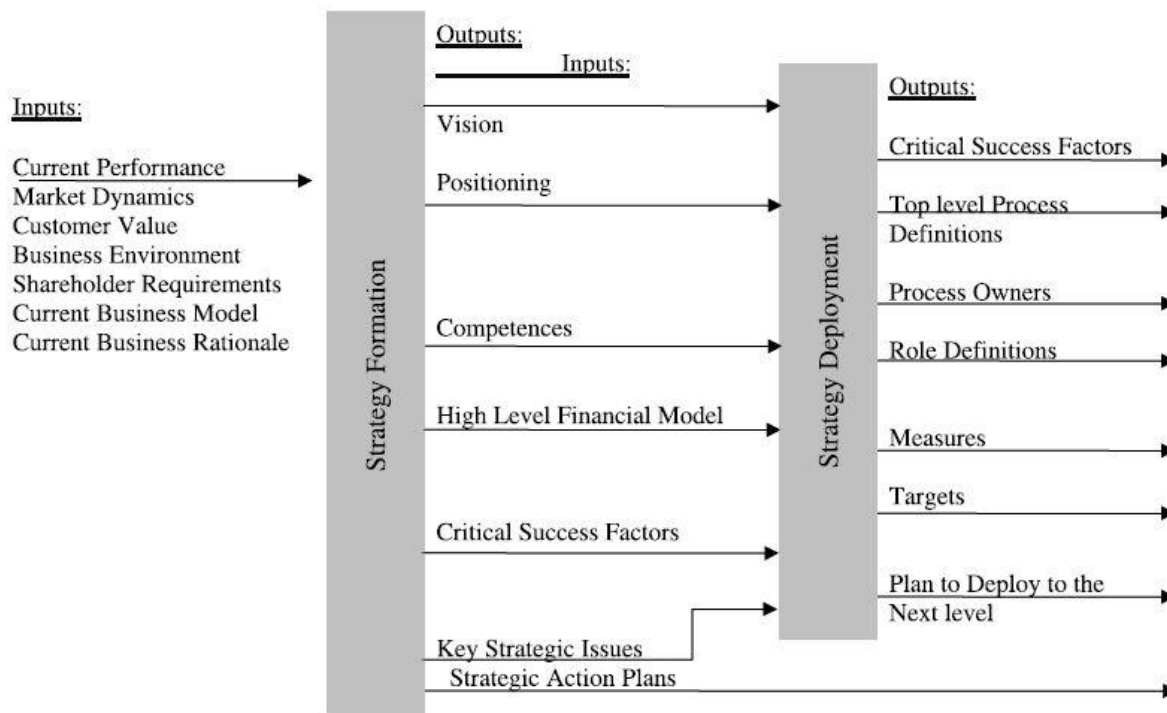 Inputs:
Current Performance
Market Dynamics
Customer Value
Business Environment
Shareholder Requirements
Current Business Model
Current Business Rationale
Strategy Formation
Outputs:
Inputs:
Vision
Positioning
Competences
High Level Financial Model
Critical Success Factors
Key Strategic Issues
Strategic Action Plans
Strategy Deployment
Outputs:
Critical Success Factors
Top level Process
Definitions
Process Owners
Role Definitions
Measures
Targets
Plan to Deploy to the
Next level